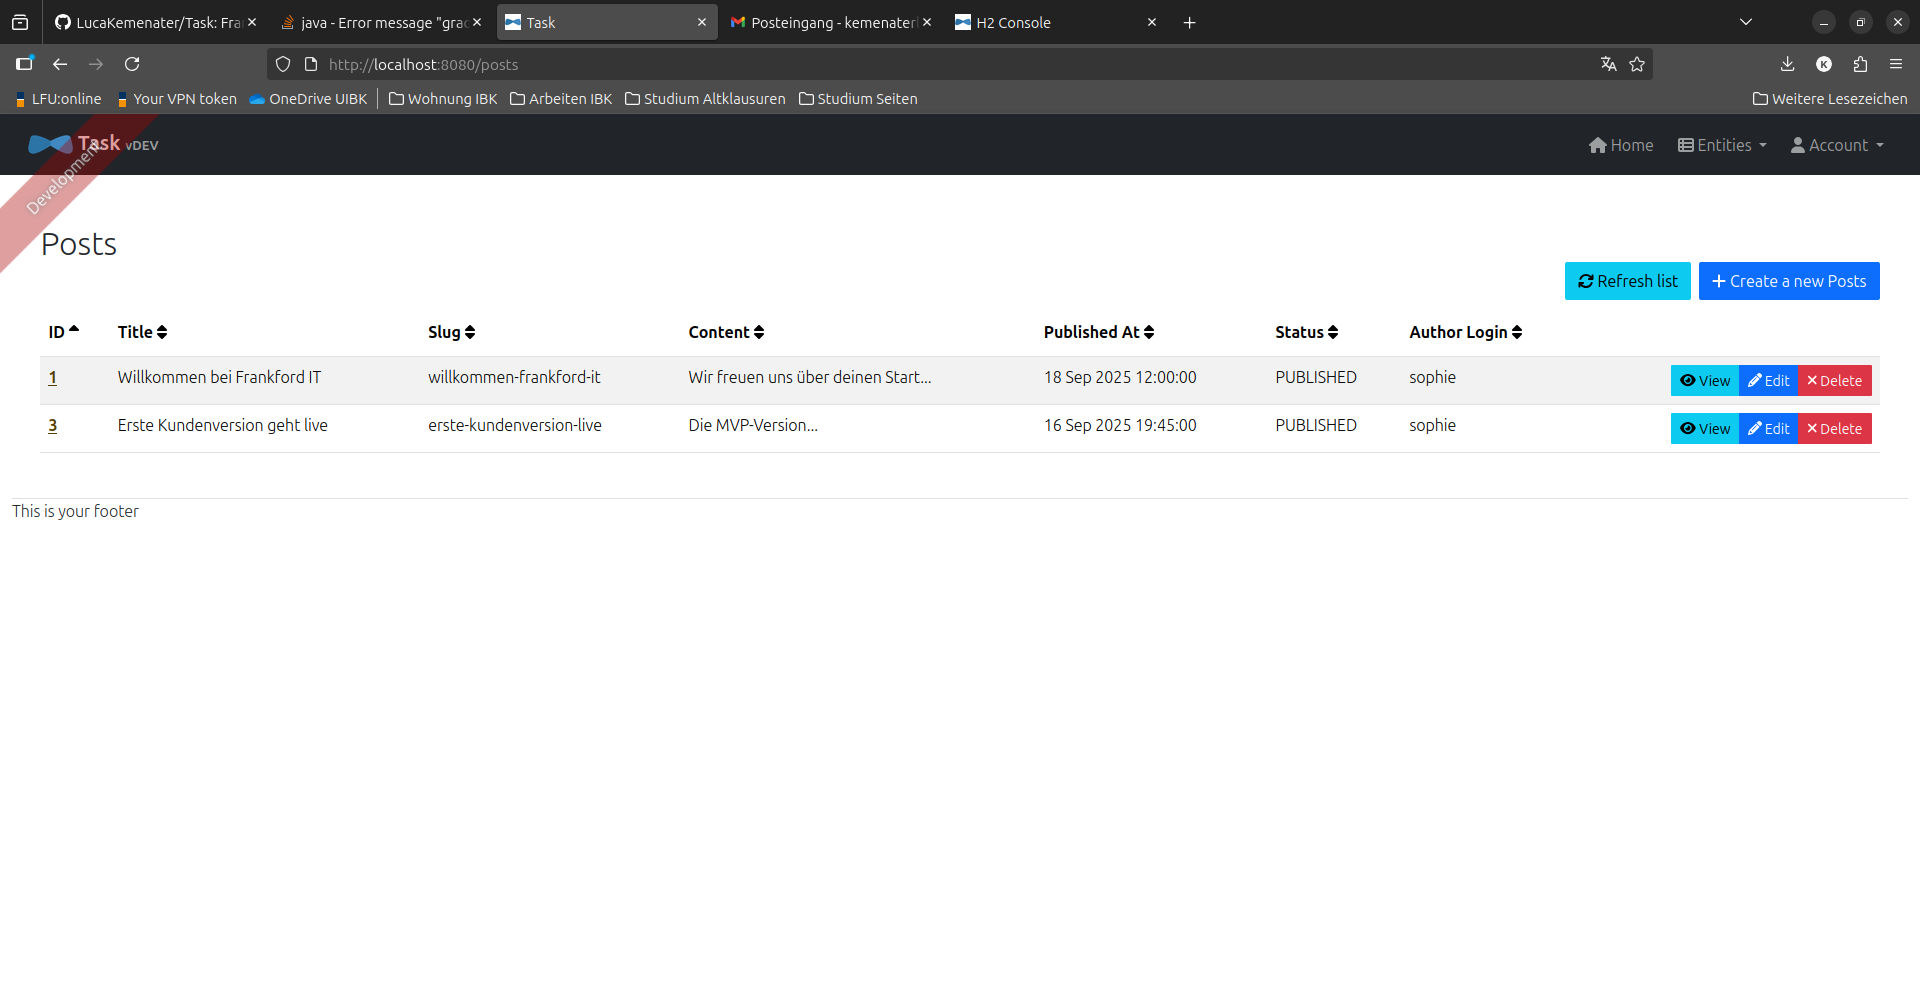 LucaKemenater/Task: Fra
java - Error message "grac
Task
Posteingang - kemenaterl
H2 Console
http://localhost:8080/posts
K
LFU:online Your VPN token OneDrive UIBK Wohnung IBK Arbeiten IBK Studium Altklausuren Studium Seiten Weitere Lesezeichen
Task vDEV
Development
Home Entities Account
Posts
Refresh list Create a new Posts
ID Title Slug Content Published At Status Author Login
1 Willkommen bei Frankford IT willkommen-frankford-it Wir freuen uns über deinen Start... 18 Sep 2025 12:00:00 PUBLISHED sophie View Edit Delete
3 Erste Kundenversion geht live erste-kundenversion-live Die MVP-Version... 16 Sep 2025 19:45:00 PUBLISHED sophie View Edit Delete
This is your footer